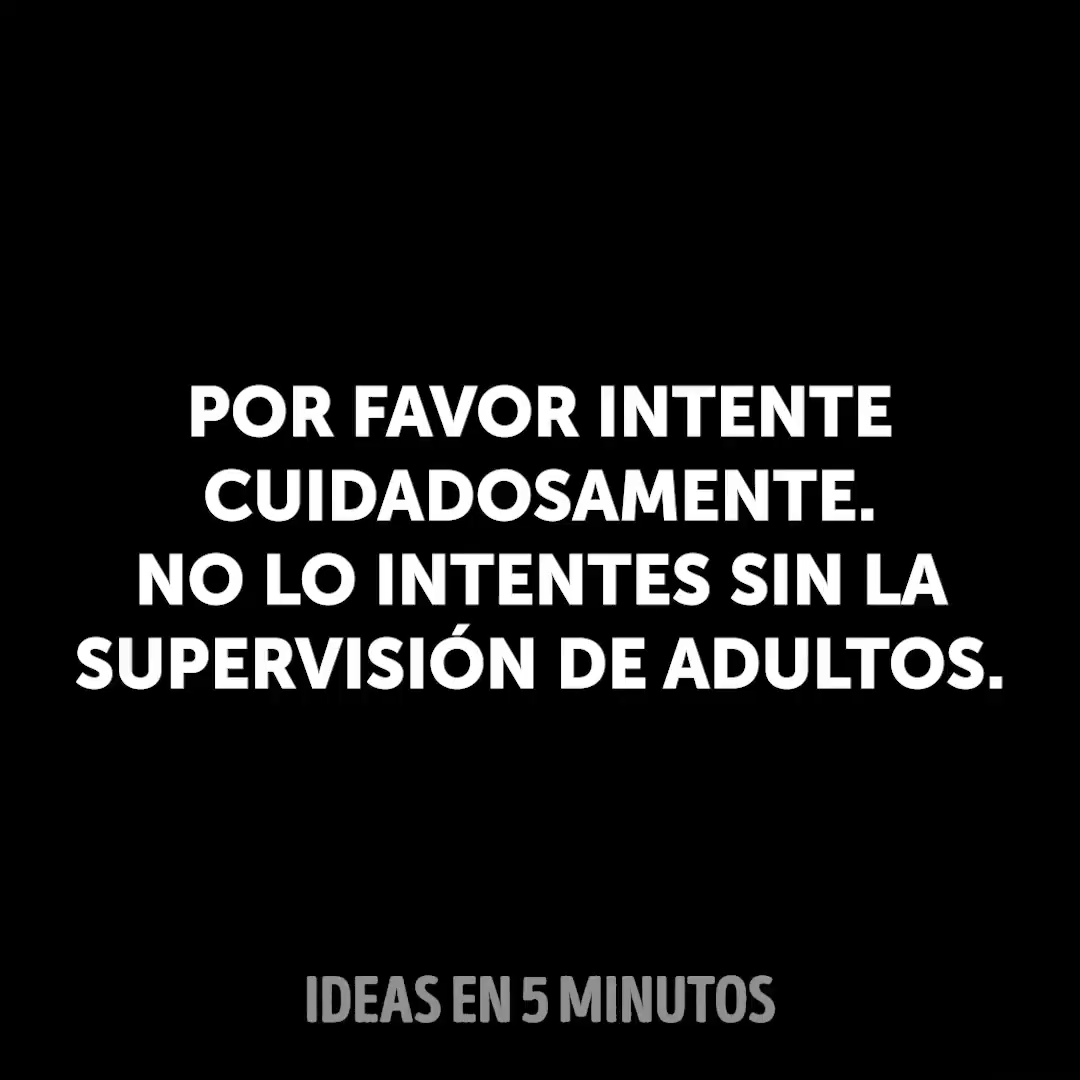 POR FAVOR INTENTE
CUIDADOSAMENTE.
NO LO INTENTES SIN LA
SUPERVISIÓN DE ADULTOS.
IDEAS EN 5 MINUTOS